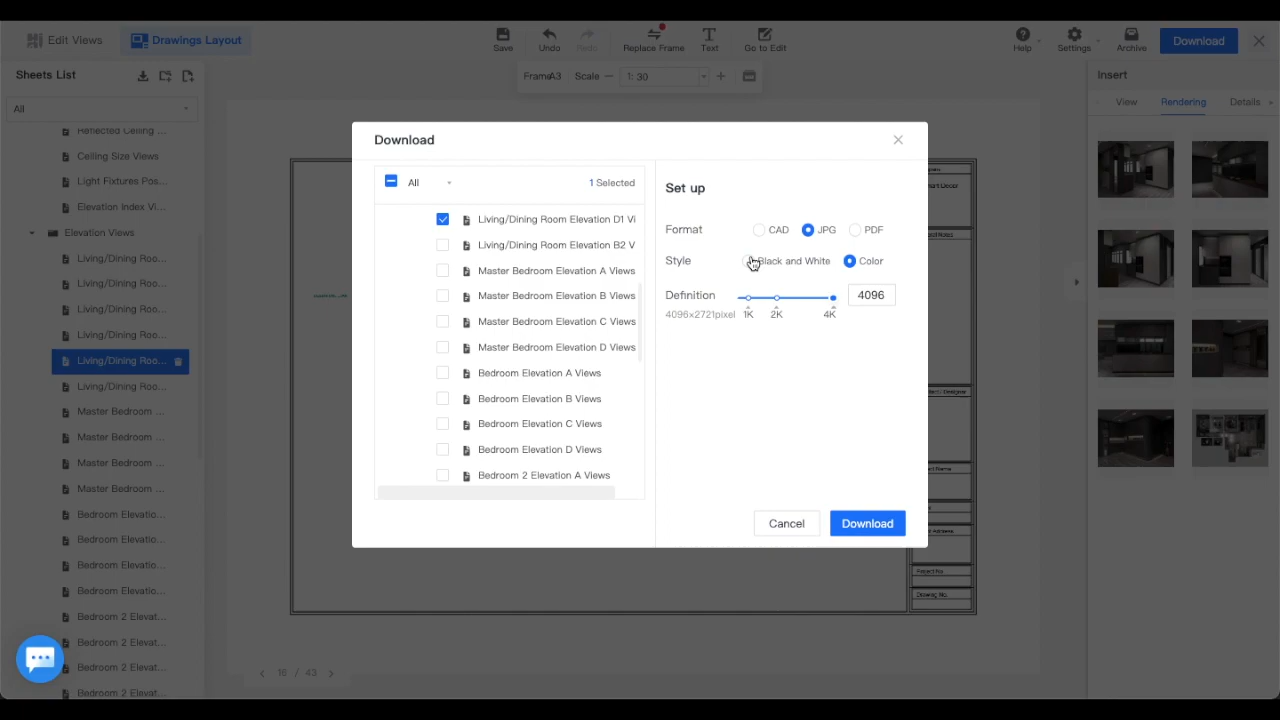 Edit Views
Drawings Layout
Save
Undo
Redo
Replace Frame
Text
Go to Edit
Help
Settings
Archive
Download
Sheets List
FrameA3 Scale 1: 30
Insert
All
View
Rendering
Details
Reflected Ceiling ...
Ceiling Size Views
Light Fixtures Pos...
Elevation Index Vi...
Elevation Views
Living/Dining Roo...
Living/Dining Roo...
Living/Dining Roo...
Living/Dining Roo...
Living/Dining Roo...
Living/Dining Roo...
Master Bedroom ...
Master Bedroom ...
Master Bedroom ...
Master Bedroom ...
Bedroom Elevatio...
Bedroom Elevatio...
Bedroom Elevatio...
Bedroom Elevatio...
Bedroom 2 Elevat...
Bedroom 2 Elevat...
Bedroom 2 Elevat...
Bedroom 2 Elevat...
Download
All
1 Selected
Living/Dining Room Elevation D1 Vi
Living/Dining Room Elevation B2 V
Master Bedroom Elevation A Views
Master Bedroom Elevation B Views
Master Bedroom Elevation C Views
Master Bedroom Elevation D Views
Bedroom Elevation A Views
Bedroom Elevation B Views
Bedroom Elevation C Views
Bedroom Elevation D Views
Bedroom 2 Elevation A Views
Set up
Format CAD JPG PDF
Style Black and White Color
Definition 4096
4096×2721pixel 1K 2K 4K
Cancel
Download
Project No
Drawing No.
16 / 43